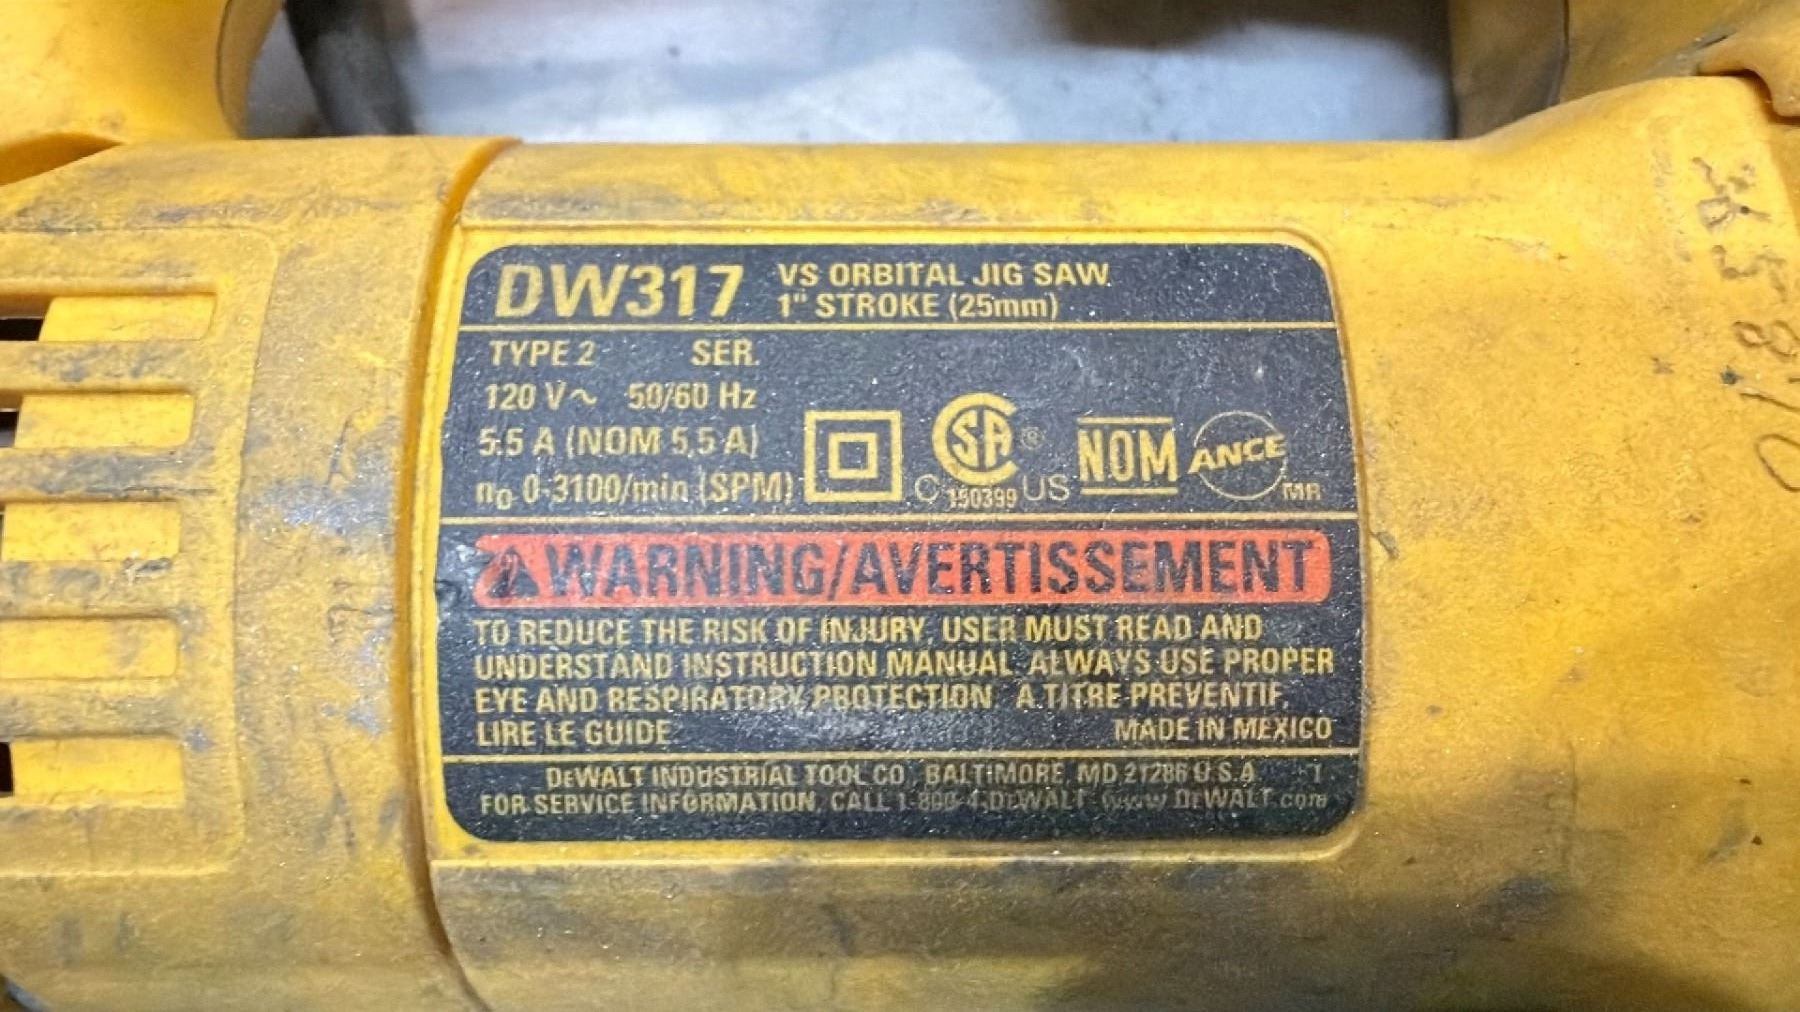 DW317 VS ORBITAL JIG SAW
1" STROKE (25mm)
TYPE 2 SER.
120 V~ 50/60 Hz
5.5 A (NOM 5,5 A)
n0 0-3100/min (SPM)
CSA ®
C 150399 US
NOM
ANCE
MR
WARNING/AVERTISSEMENT
TO REDUCE THE RISK OF INJURY, USER MUST READ AND
UNDERSTAND INSTRUCTION MANUAL. ALWAYS USE PROPER
EYE AND RESPIRATORY PROTECTION. A TITRE PREVENTIF,
LIRE LE GUIDE. MADE IN MEXICO
DEWALT INDUSTRIAL TOOL CO., BALTIMORE, MD 21286 U.S.A.
FOR SERVICE INFORMATION, CALL 1-800-4-DEWALT www.DEWALT.com